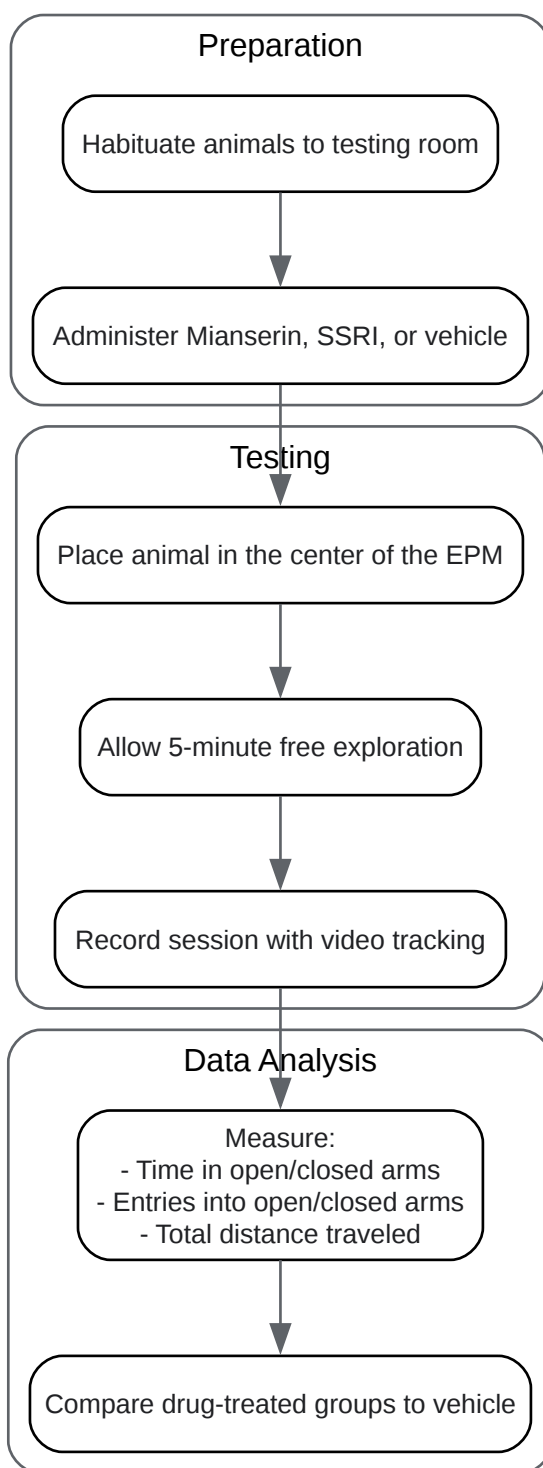 Preparation
Habituate animals to testing room
Administer Mianserin, SSRI, or vehicle
Testing
Place animal in the center of the EPM
Allow 5-minute free exploration
Record session with video tracking
Data Analysis
Measure:
- Time in open/closed arms
- Entries into open/closed arms
- Total distance traveled
Compare drug-treated groups to vehicle